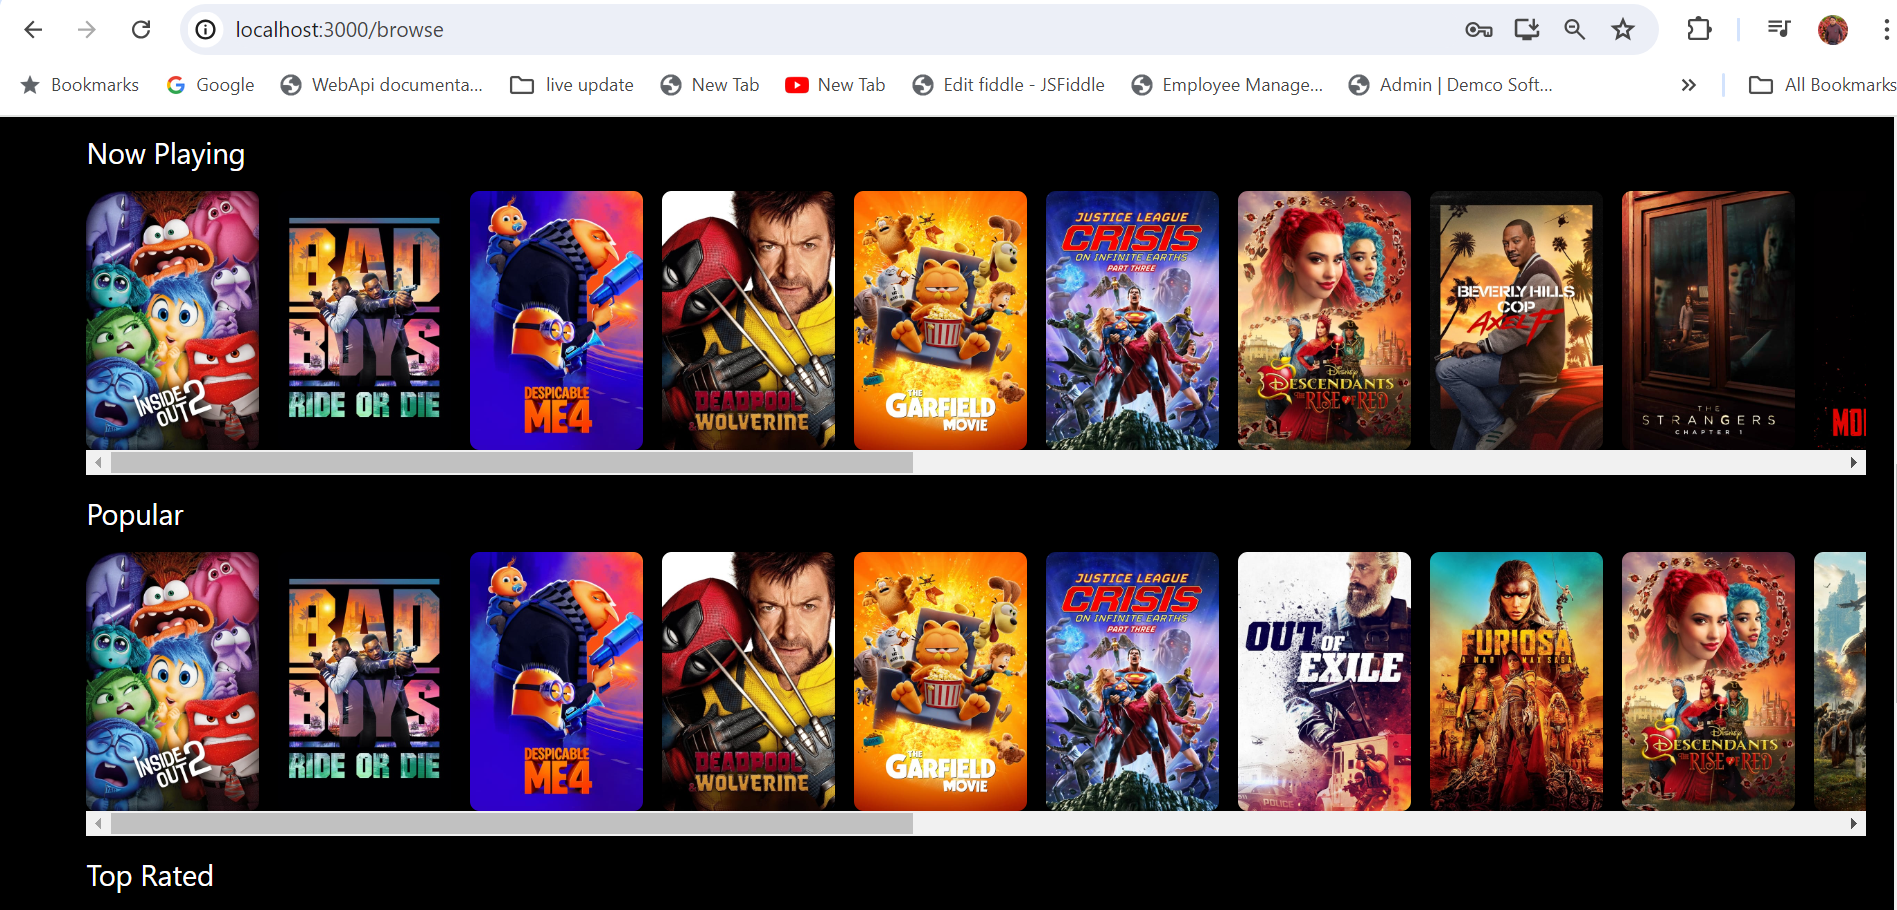 localhost:3000/browse
Bookmarks Google WebApi documenta... live update New Tab New Tab Edit fiddle - JSFiddle Employee Manage... Admin | Demco Soft... » All Bookmarks
Now Playing
INSIDE OUT 2
BAD BOYS
RIDE OR DIE
DESPICABLE ME 4
DEADPOOL & WOLVERINE
THE GARFIELD MOVIE
JUSTICE LEAGUE
CRISIS
ON INFINITE EARTHS
PART THREE
Disney
DESCENDANTS
THE RISE OF RED
BEVERLY HILLS
COP
AXEL F
THE
STRANGERS
CHAPTER 1
Popular
INSIDE OUT 2
BAD BOYS
RIDE OR DIE
DESPICABLE ME 4
DEADPOOL & WOLVERINE
THE GARFIELD MOVIE
JUSTICE LEAGUE
CRISIS
ON INFINITE EARTHS
PART THREE
OUT OF EXILE
POLICE
FURIOSA
A MAD MAX SAGA
Disney
DESCENDANTS
THE RISE OF RED
Top Rated